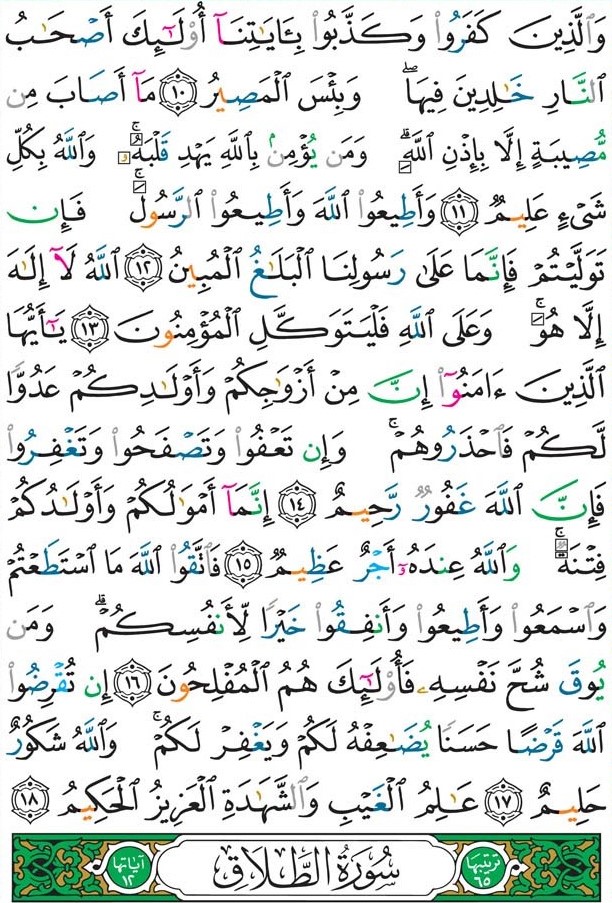 وَٱلَّذِينَ كَفَرُوا۟ وَكَذَّبُوا۟ بِـَٔايَـٰتِنَآ أُو۟لَـٰٓئِكَ أَصْحَـٰبُ
ٱلنَّارِ خَـٰلِدِينَ فِيهَا ۖ وَبِئْسَ ٱلْمَصِيرُ ١٠ مَآ أَصَابَ مِن
مُّصِيبَةٍ إِلَّا بِإِذْنِ ٱللَّهِ ۗ وَمَن يُؤْمِنۢ بِٱللَّهِ يَهْدِ قَلْبَهُۥ ۚ وَٱللَّهُ بِكُلِّ
شَىْءٍ عَلِيمٌ ١١ وَأَطِيعُوا۟ ٱللَّهَ وَأَطِيعُوا۟ ٱلرَّسُولَ ۚ فَإِن
تَوَلَّيْتُمْ فَإِنَّمَا عَلَىٰ رَسُولِنَا ٱلْبَلَـٰغُ ٱلْمُبِينُ ١٢ ٱللَّهُ لَآ إِلَـٰهَ
إِلَّا هُوَ ۚ وَعَلَى ٱللَّهِ فَلْيَتَوَكَّلِ ٱلْمُؤْمِنُونَ ١٣ يَـٰٓأَيُّهَا
ٱلَّذِينَ ءَامَنُوٓا۟ إِنَّ مِنْ أَزْوَٰجِكُمْ وَأَوْلَـٰدِكُمْ عَدُوًّا
لَّكُمْ فَٱحْذَرُوهُمْ ۚ وَإِن تَعْفُوا۟ وَتَصْفَحُوا۟ وَتَغْفِرُوا۟
فَإِنَّ ٱللَّهَ غَفُورٌ رَّحِيمٌ ١٤ إِنَّمَآ أَمْوَٰلُكُمْ وَأَوْلَـٰدُكُمْ
فِتْنَةٌ ۚ وَٱللَّهُ عِندَهُۥٓ أَجْرٌ عَظِيمٌ ١٥ فَٱتَّقُوا۟ ٱللَّهَ مَا ٱسْتَطَعْتُمْ
وَٱسْمَعُوا۟ وَأَطِيعُوا۟ وَأَنفِقُوا۟ خَيْرًا لِّأَنفُسِكُمْ ۗ وَمَن
يُوقَ شُحَّ نَفْسِهِۦ فَأُو۟لَـٰٓئِكَ هُمُ ٱلْمُفْلِحُونَ ١٦ إِن تُقْرِضُوا۟
ٱللَّهَ قَرْضًا حَسَنًا يُضَـٰعِفْهُ لَكُمْ وَيَغْفِرْ لَكُمْ ۚ وَٱللَّهُ شَكُورٌ
حَلِيمٌ ١٧ عَـٰلِمُ ٱلْغَيْبِ وَٱلشَّهَـٰدَةِ ٱلْعَزِيزُ ٱلْحَكِيمُ ١٨
ترتيبها ٦٥ سُورَةُ الطَّلَاقِ آياتها ١٢